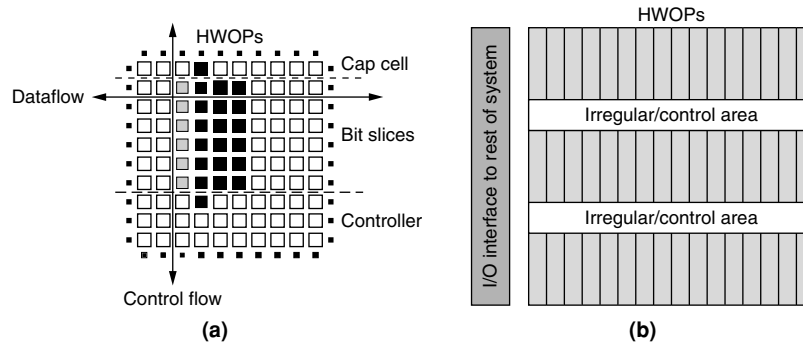 HWOPs
Cap cell
Dataflow
Bit slices
Controller
Control flow
(a)
HWOPs
I/O interface to rest of system
Irregular/control area
Irregular/control area
(b)